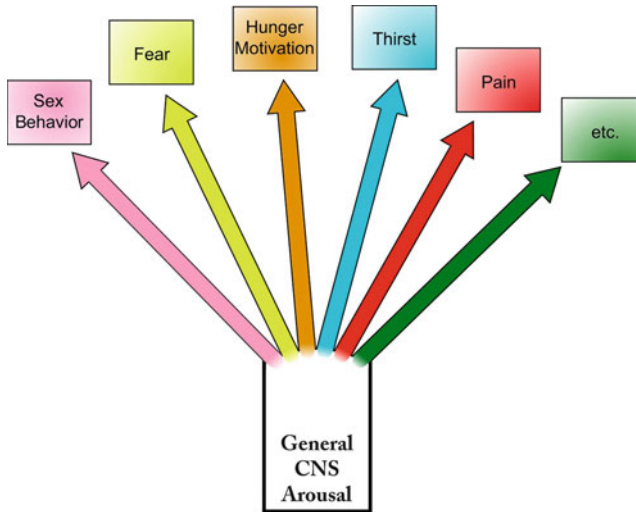 Sex
Behavior
Fear
Hunger
Motivation
Thirst
Pain
etc.
General
CNS
Arousal